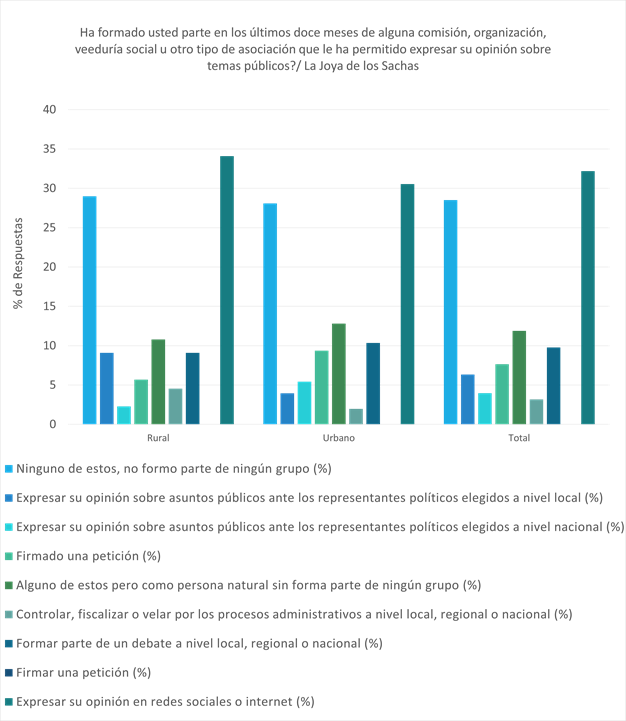 Ha formado usted parte en los últimos doce meses de alguna comisión, organización,
veeduría social u otro tipo de asociación que le ha permitido expresar su opinión sobre
temas públicos?/ La Joya de los Sachas
40
35
30
25
20
15
10
5
0
% de Respuestas
Rural
Urbano
Total
Ninguno de estos, no formo parte de ningún grupo (%)
Expresar su opinión sobre asuntos públicos ante los representantes políticos elegidos a nivel local (%)
Expresar su opinión sobre asuntos públicos ante los representantes políticos elegidos a nivel nacional (%)
Firmado una petición (%)
Alguno de estos pero como persona natural sin forma parte de ningún grupo (%)
Controlar, fiscalizar o velar por los procesos administrativos a nivel local, regional o nacional (%)
Formar parte de un debate a nivel local, regional o nacional (%)
Firmar una petición (%)
Expresar su opinión en redes sociales o internet (%)